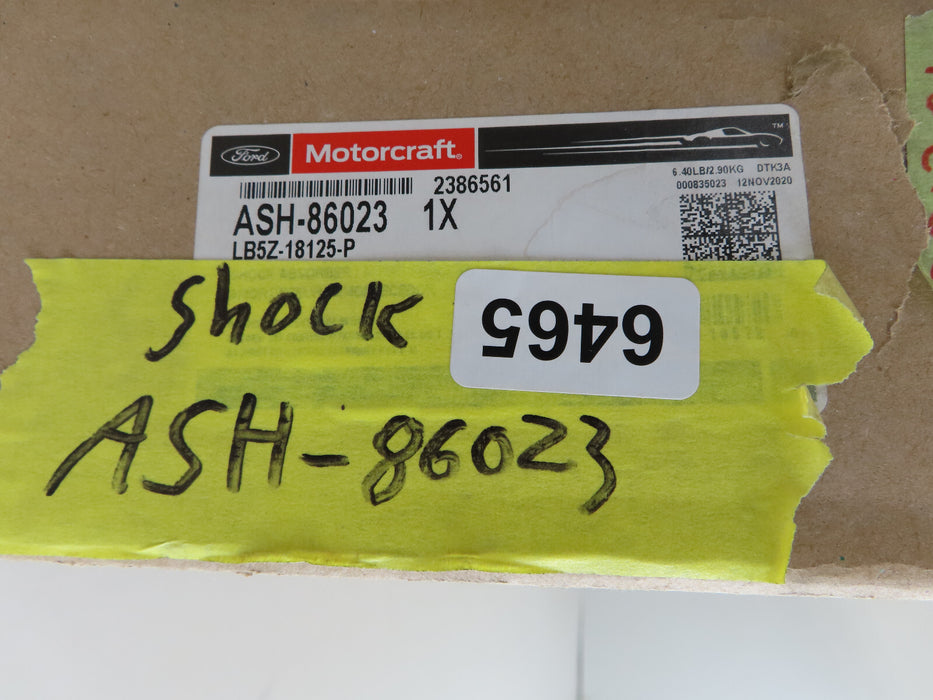 Ford
Motorcraft®
TM
6.40LB/2.90KG DTK3A
000835023 12NOV2020
2386561
ASH-86023 1X
LB5Z-18125-P
shock
6465
ASH-86023